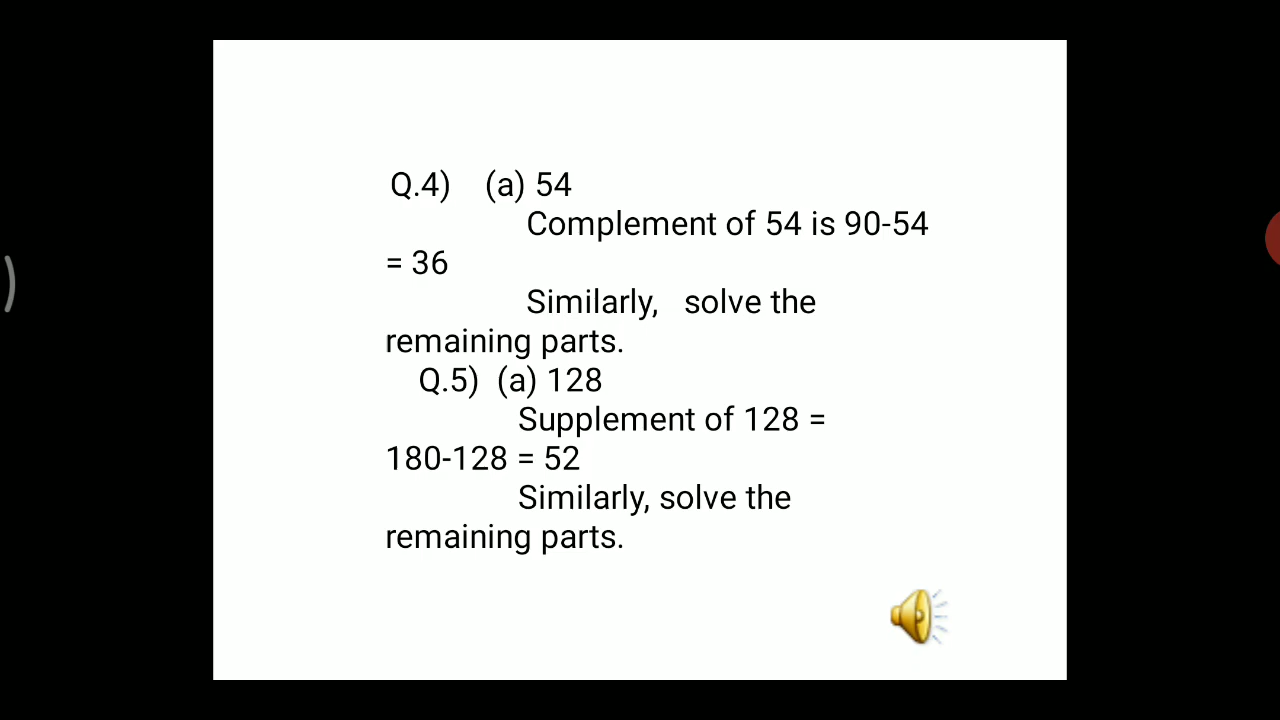 Q.4) (a) 54
Complement of 54 is 90-54
= 36
Similarly, solve the
remaining parts.
Q.5) (a) 128
Supplement of 128 =
180-128 = 52
Similarly, solve the
remaining parts.